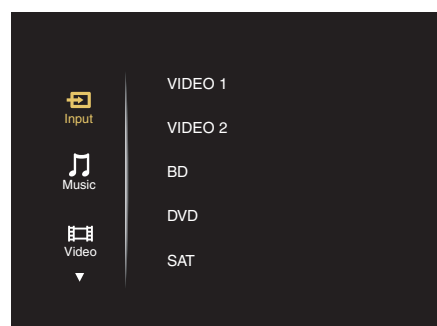 Input
Music
Video
VIDEO 1
VIDEO 2
BD
DVD
SAT